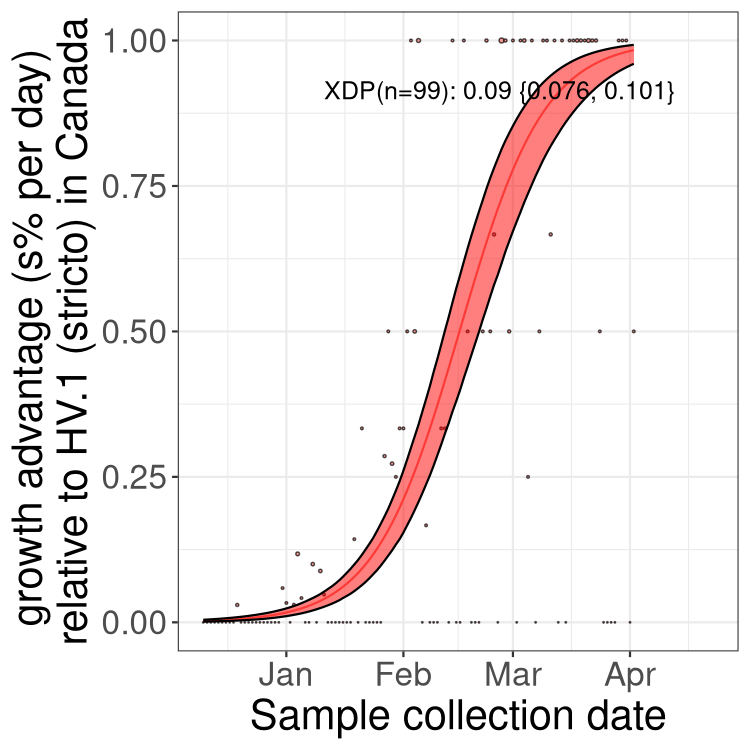 growth advantage (s% per day)
relative to HV.1 (stricto) in Canada
1.00
0.75
0.50
0.25
0.00
XDP(n=99): 0.09 {0.076, 0.101}
Jan Feb Mar Apr
Sample collection date